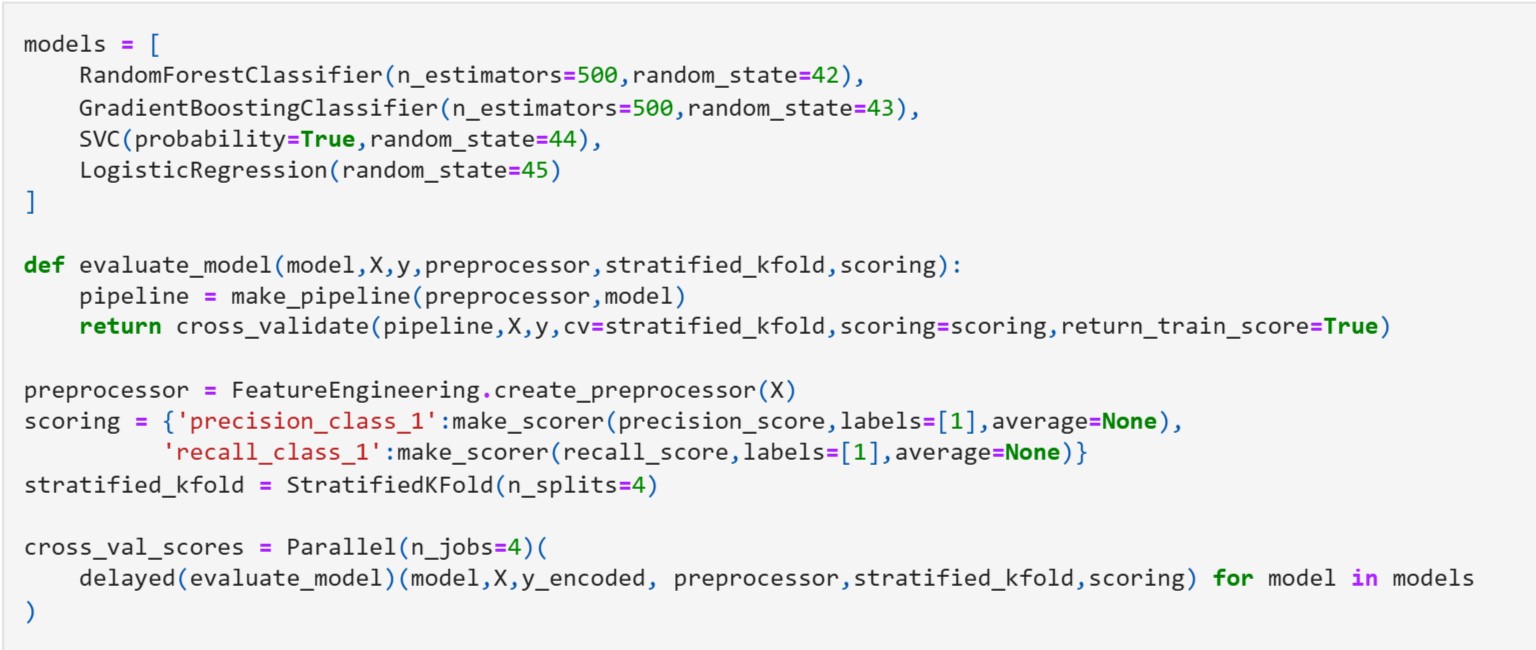 models = [
    RandomForestClassifier(n_estimators=500,random_state=42),
    GradientBoostingClassifier(n_estimators=500,random_state=43),
    SVC(probability=True,random_state=44),
    LogisticRegression(random_state=45)
]

def evaluate_model(model,X,y,preprocessor,stratified_kfold,scoring):
    pipeline = make_pipeline(preprocessor,model)
    return cross_validate(pipeline,X,y,cv=stratified_kfold,scoring=scoring,return_train_score=True)

preprocessor = FeatureEngineering.create_preprocessor(X)
scoring = {'precision_class_1':make_scorer(precision_score,labels=[1],average=None),
          'recall_class_1':make_scorer(recall_score,labels=[1],average=None)}
stratified_kfold = StratifiedKFold(n_splits=4)

cross_val_scores = Parallel(n_jobs=4)(
    delayed(evaluate_model)(model,X,y_encoded, preprocessor,stratified_kfold,scoring) for model in models
)